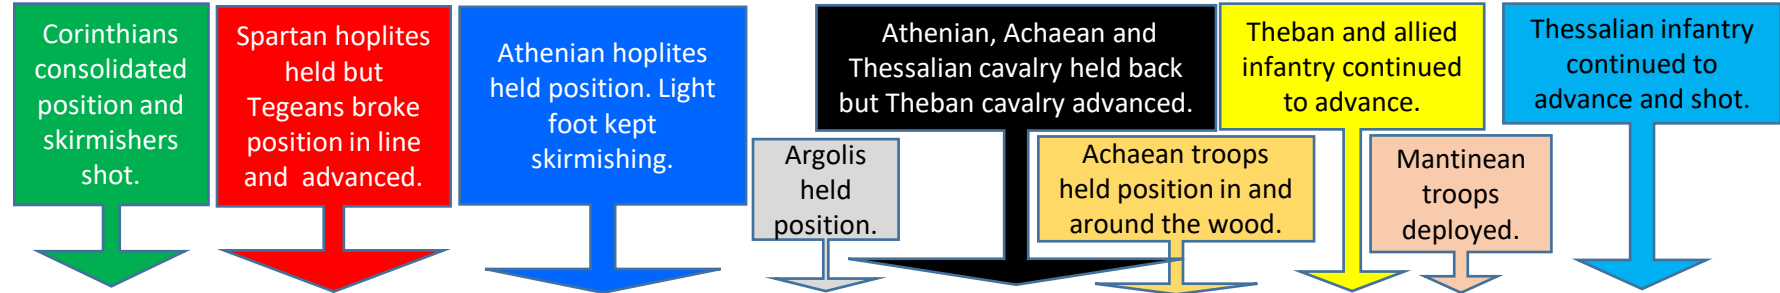 Corinthians
consolidated
position and
skirmishers
shot.
Spartan hoplites
held but
Tegeans broke
position in line
and  advanced.
Athenian hoplites
held position. Light
foot kept
skirmishing.
Argolis
held
position.
Athenian, Achaean and
Thessalian cavalry held back
but Theban cavalry advanced.
Achaean troops
held position in and
around the wood.
Theban and allied
infantry continued
to advance.
Mantinean
troops
deployed.
Thessalian infantry
continued to
advance and shot.